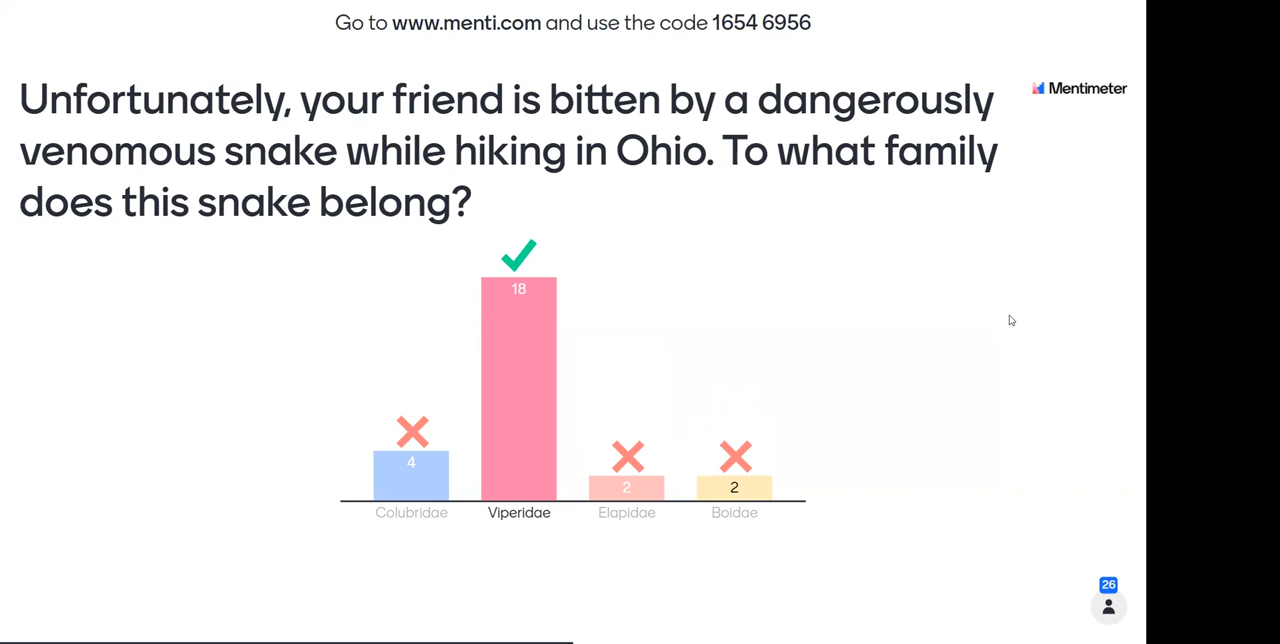 Go to www.menti.com and use the code 1654 6956
Mentimeter
Unfortunately, your friend is bitten by a dangerously
venomous snake while hiking in Ohio. To what family
does this snake belong?
18
4
2
2
Colubridae
Viperidae
Elapidae
Boidae
26